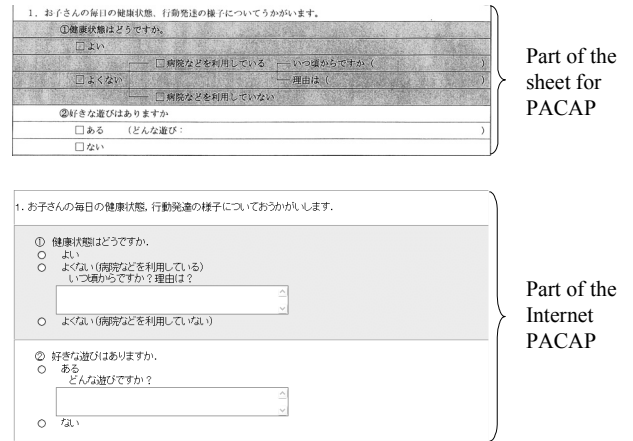 1. お子さんの毎日の健康状態、行動発達の様子についてうかがいます。
①健康状態はどうですか。
□よい
□病院などを利用している いつ頃からですか ( )
□よくない 理由は ( )
□病院などを利用していない
②好きな遊びはありますか
□ある (どんな遊び: )
□ない
Part of the
sheet for
PACAP
1. お子さんの毎日の健康状態, 行動発達の様子についておうかがいします.
① 健康状態はどうですか.
○ よい
○ よくない (病院などを利用している)
いつ頃からですか?理由は?
○ よくない (病院などを利用していない)
② 好きな遊びはありますか.
○ ある
どんな遊びですか?
○ ない
Part of the
Internet
PACAP